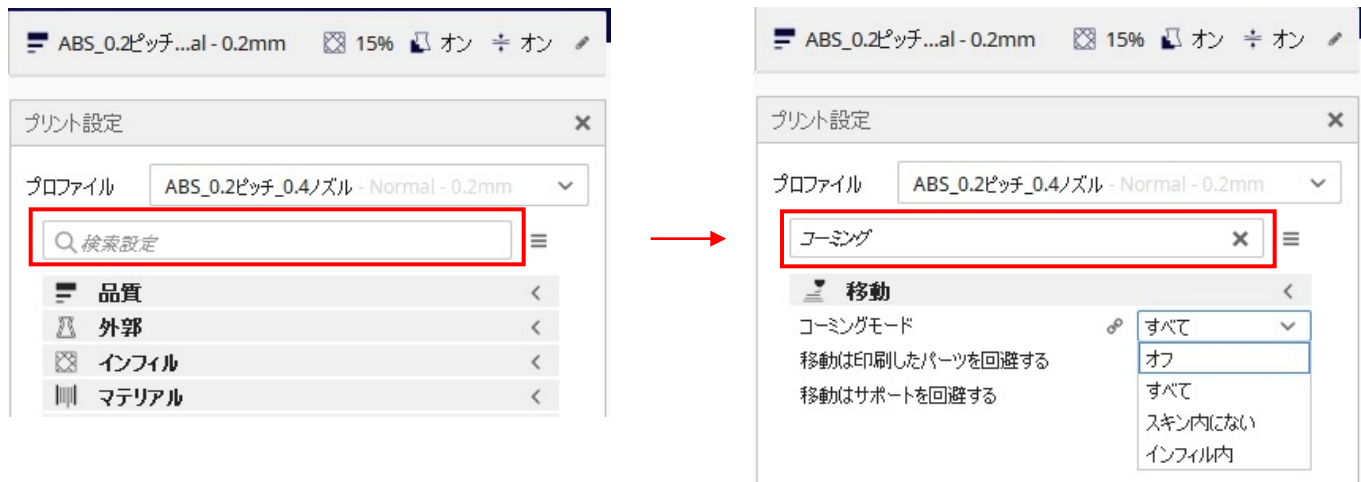 ABS_0.2ピッチ...al - 0.2mm 15% オン オン
プリント設定
プロファイル ABS_0.2ピッチ_0.4ノズル - Normal - 0.2mm
検索設定
品質
外郭
インフィル
マテリアル
ABS_0.2ピッチ...al - 0.2mm 15% オン オン
プリント設定
プロファイル ABS_0.2ピッチ_0.4ノズル - Normal - 0.2mm
コーミング
移動
コーミングモード すべて
オフ
移動は印刷したパーツを回避する
すべて
移動はサポートを回避する
スキン内にない
インフィル内